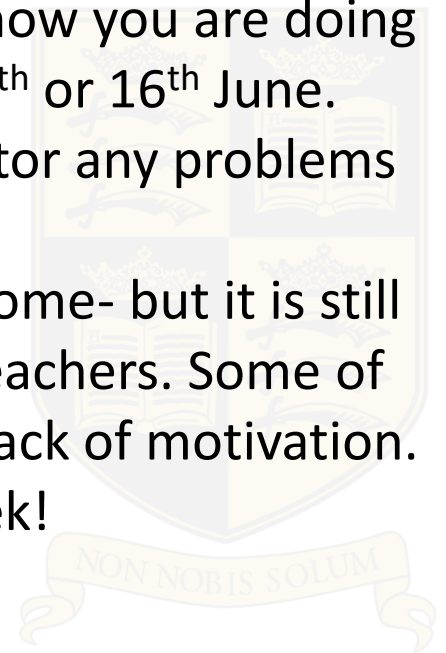 now you are doing
th or 16th June.
tor any problems
ome- but it is still
eachers. Some of
ack of motivation.
ek!
NON NOBIS SOLUM